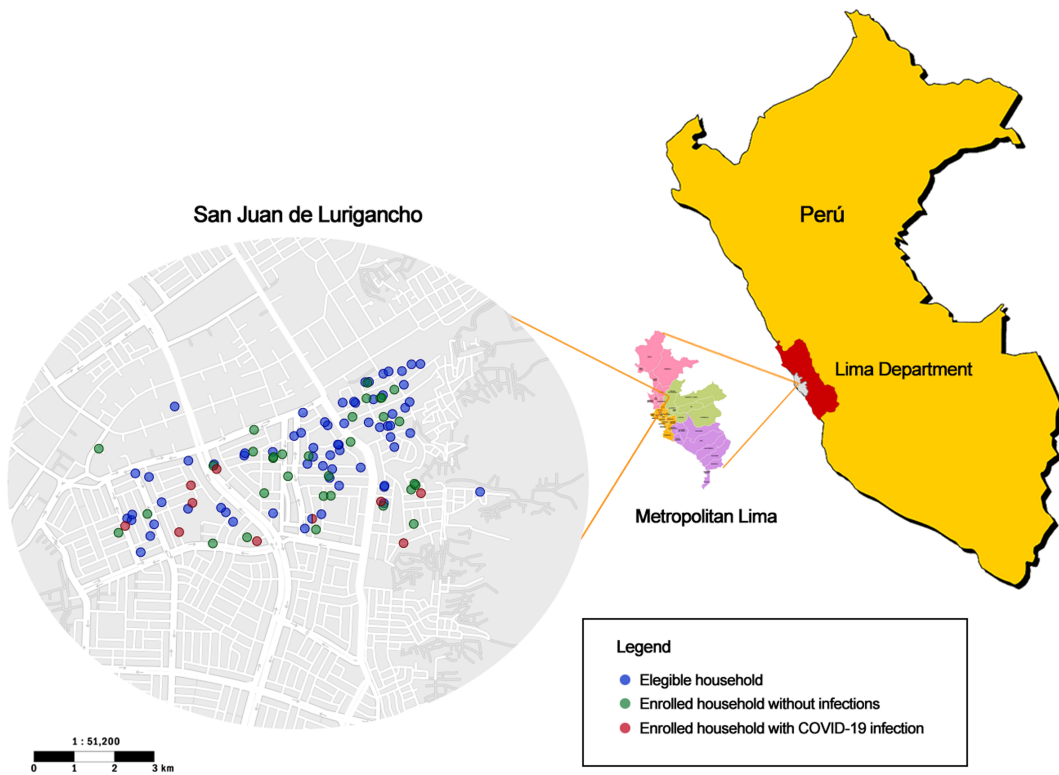 San Juan de Lurigancho
Perú
Lima Department
Metropolitan Lima
Legend
Elegible household
Enrolled household without infections
Enrolled household with COVID-19 infection
1 : 51,200
0 1 2 3 km